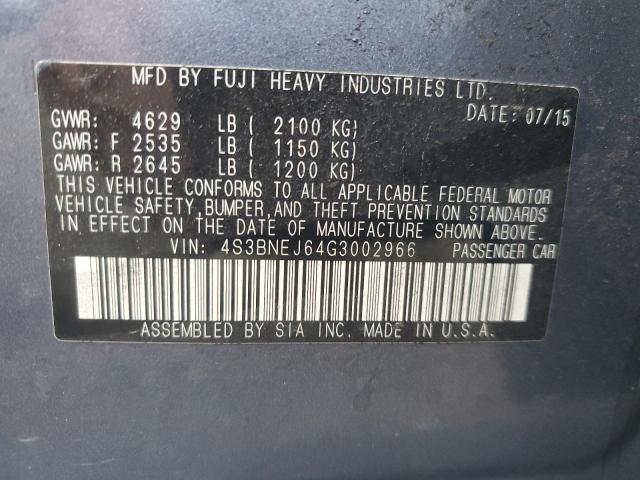 MFD BY FUJI HEAVY INDUSTRIES LTD.
DATE: 07/15
GVWR: 4629 LB ( 2100 KG)
GAWR: F 2535 LB ( 1150 KG)
GAWR: R 2645 LB ( 1200 KG)
THIS VEHICLE CONFORMS TO ALL APPLICABLE FEDERAL MOTOR
VEHICLE SAFETY,BUMPER,AND THEFT PREVENTION STANDARDS
IN EFFECT ON THE DATE OF MANUFACTURE SHOWN ABOVE.
VIN: 4S3BNEJ64G3002966 PASSENGER CAR
ASSEMBLED BY SIA INC. MADE IN U.S.A.